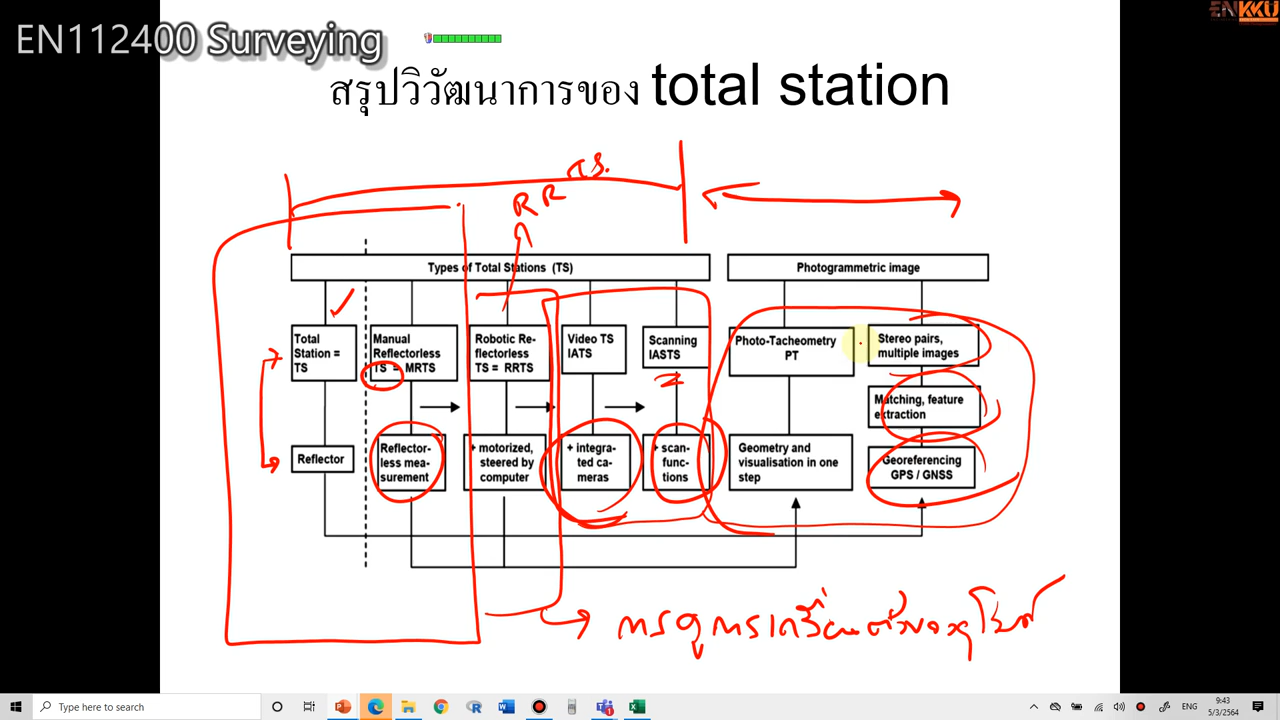 EN112400 Surveying
ENKKU
สรุปวิวัฒนาการของ total station
TS.
RR
Types of Total Stations (TS)
Photogrammetric image
Total
Station =
TS
Manual
Reflectorless
TS = MRTS
Robotic Re-
flectorless
TS = RRTS
Video TS
IATS
Scanning
IASTS
Photo-Tacheometry
PT
Stereo pairs,
multiple images
Matching, feature
extraction
Reflector
Reflector-
less mea-
surement
+ motorized,
steered by
computer
+ integra-
ted ca-
meras
+ scan-
func-
tions
Geometry and
visualisation in one
step
Georeferencing
GPS / GNSS
Type here to search
ENG
9:43
5/3/2564